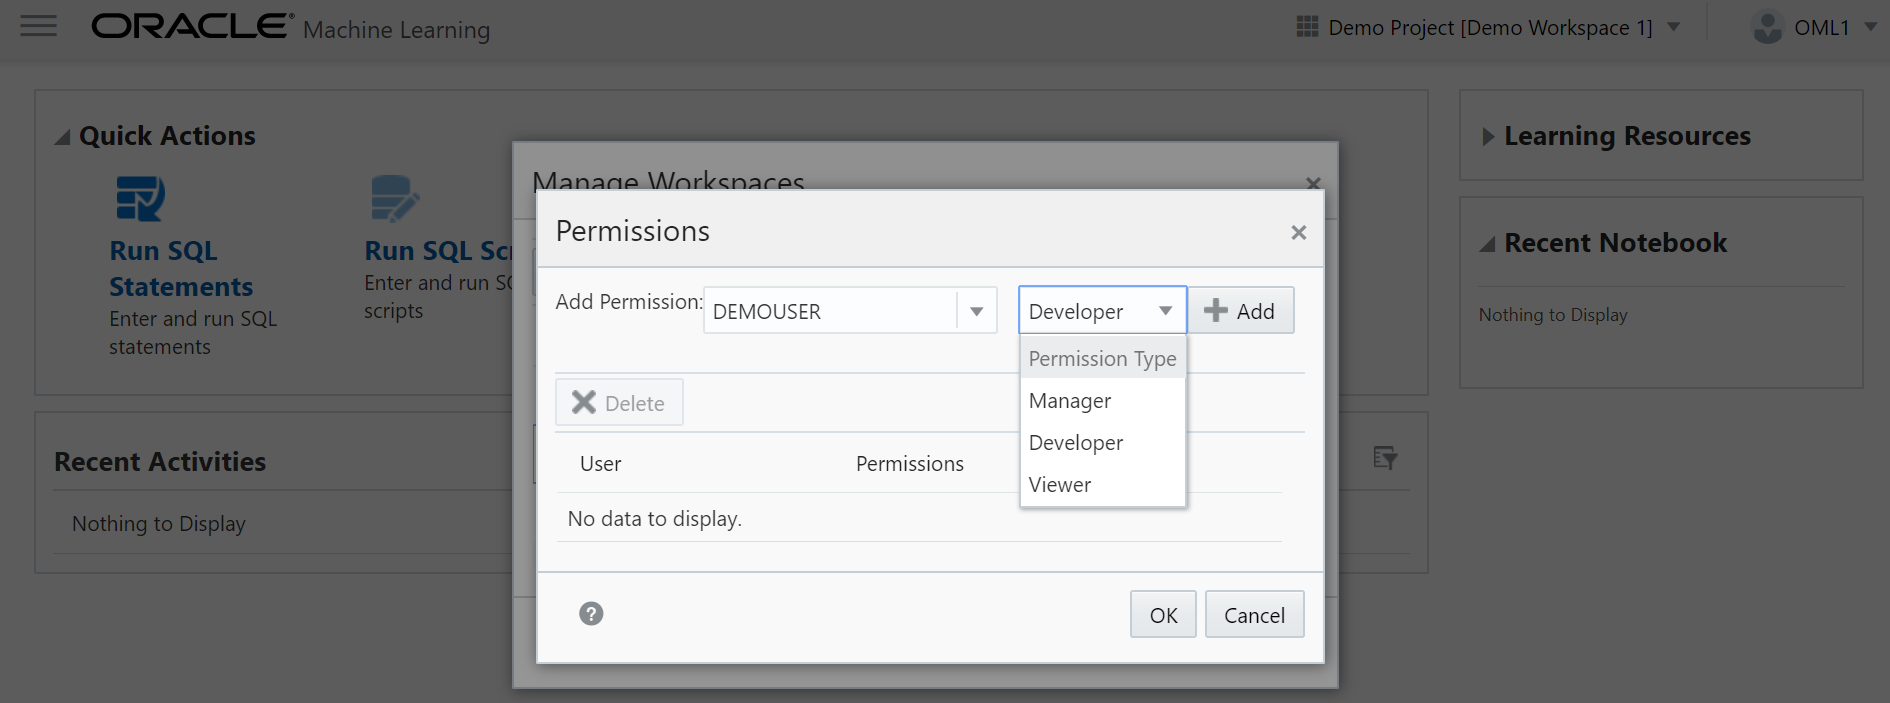 ORACLE® Machine Learning
Demo Project [Demo Workspace 1]
OML1
Quick Actions
Run SQL
Statements
Enter and run SQL
statements
Run SQL Sc
Enter and run S
scripts
Recent Activities
Nothing to Display
Manage Workspaces
Permissions
Add Permission:
DEMOUSER
Developer
Add
Permission Type
Manager
Developer
Viewer
Delete
User
Permissions
No data to display.
?
OK
Cancel
Learning Resources
Recent Notebook
Nothing to Display